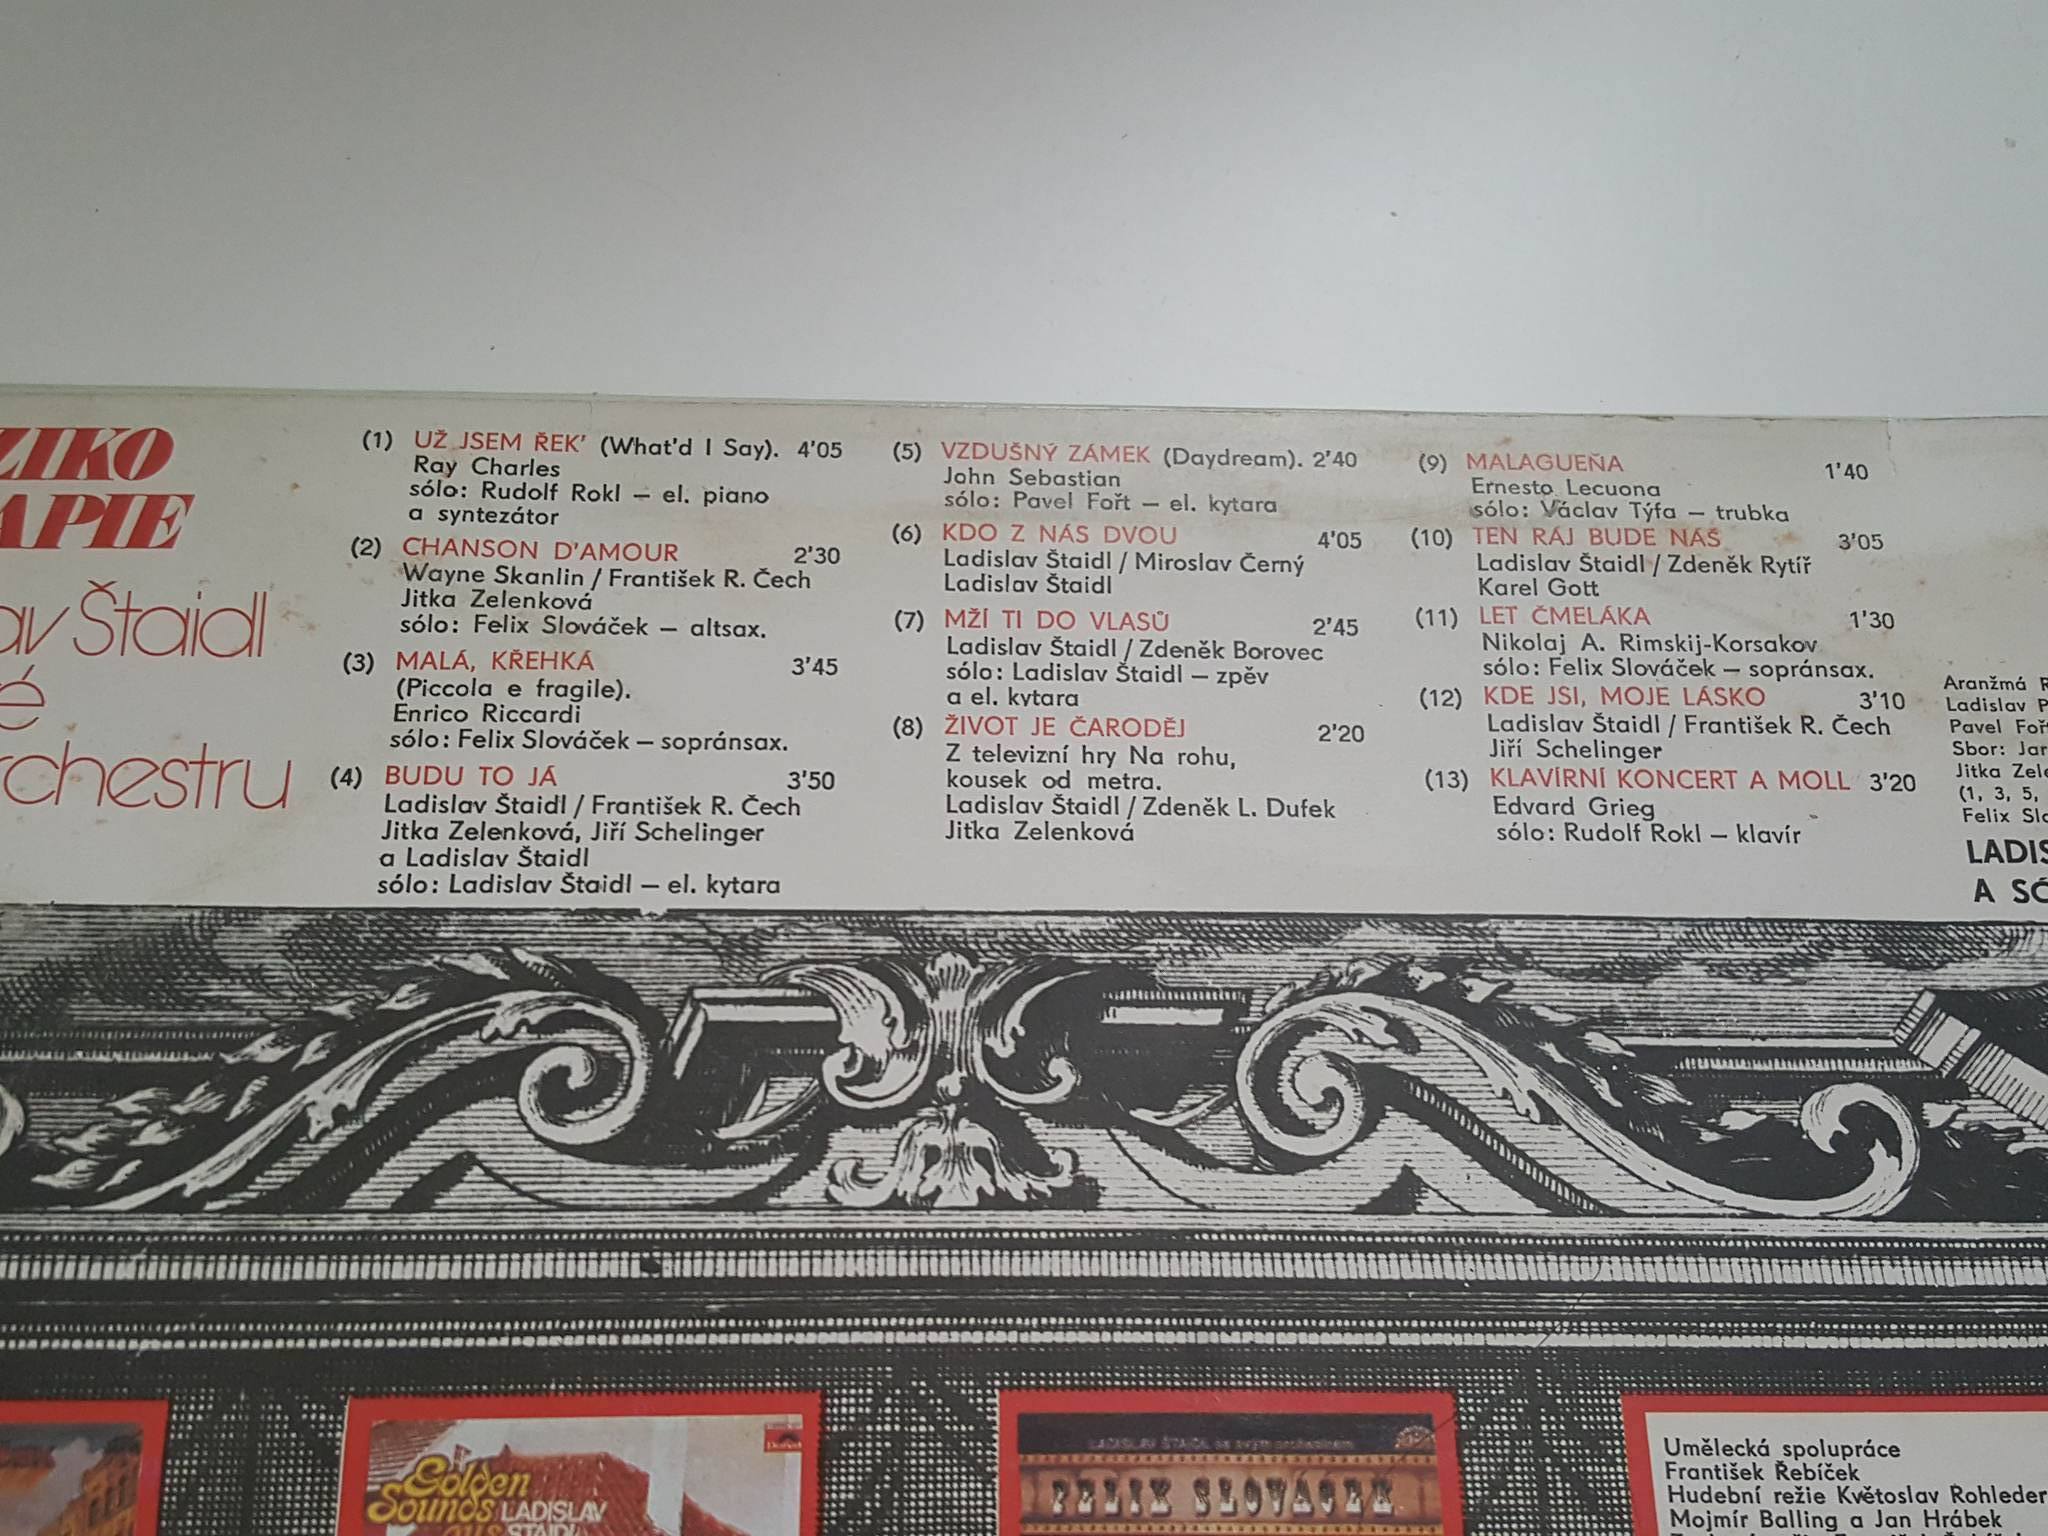 ZIKO
APIE
av Štaidl
é
rchestru
(1) UŽ JSEM ŘEK' (What'd I Say). 4'05
Ray Charles
sólo: Rudolf Rokl – el. piano
a syntezátor
(2) CHANSON D'AMOUR 2'30
Wayne Skanlin / František R. Čech
Jitka Zelenková
sólo: Felix Slováček – altsax.
(3) MALÁ, KŘEHKÁ 3'45
(Piccola e fragile).
Enrico Riccardi
sólo: Felix Slováček – sopránsax.
(4) BUDU TO JÁ 3'50
Ladislav Štaidl / František R. Čech
Jitka Zelenková, Jiří Schelinger
a Ladislav Štaidl
sólo: Ladislav Štaidl – el. kytara
(5) VZDUŠNÝ ZÁMEK (Daydream). 2'40
John Sebastian
sólo: Pavel Fořt – el. kytara
(6) KDO Z NÁS DVOU 4'05
Ladislav Štaidl / Miroslav Černý
Ladislav Štaidl
(7) MŽÍ TI DO VLASŮ 2'45
Ladislav Štaidl / Zdeněk Borovec
sólo: Ladislav Štaidl – zpěv
a el. kytara
(8) ŽIVOT JE ČARODĚJ 2'20
Z televizní hry Na rohu,
kousek od metra.
Ladislav Štaidl / Zdeněk L. Dufek
Jitka Zelenková
(9) MALAGUEÑA 1'40
Ernesto Lecuona
sólo: Václav Týfa – trubka
(10) TEN RÁJ BUDE NÁŠ 3'05
Ladislav Štaidl / Zdeněk Rytíř
Karel Gott
(11) LET ČMELÁKA 1'30
Nikolaj A. Rimskij-Korsakov
sólo: Felix Slováček – sopránsax.
(12) KDE JSI, MOJE LÁSKO 3'10
Ladislav Štaidl / František R. Čech
Jiří Schelinger
(13) KLAVÍRNÍ KONCERT A MOLL 3'20
Edvard Grieg
sólo: Rudolf Rokl – klavír
Aranžmá R
Ladislav P
Pavel Foř
Sbor: Jar
Jitka Zele
(1, 3, 5,
Felix Slo
LADIS
A SÓ
Golden
Sounds LADISLAV
aus ŠTAIDL
FELIX SLOVÁČEK
Umělecká spolupráce
František Řebíček
Hudební režie Květoslav Rohleder
Mojmír Balling a Jan Hrábek